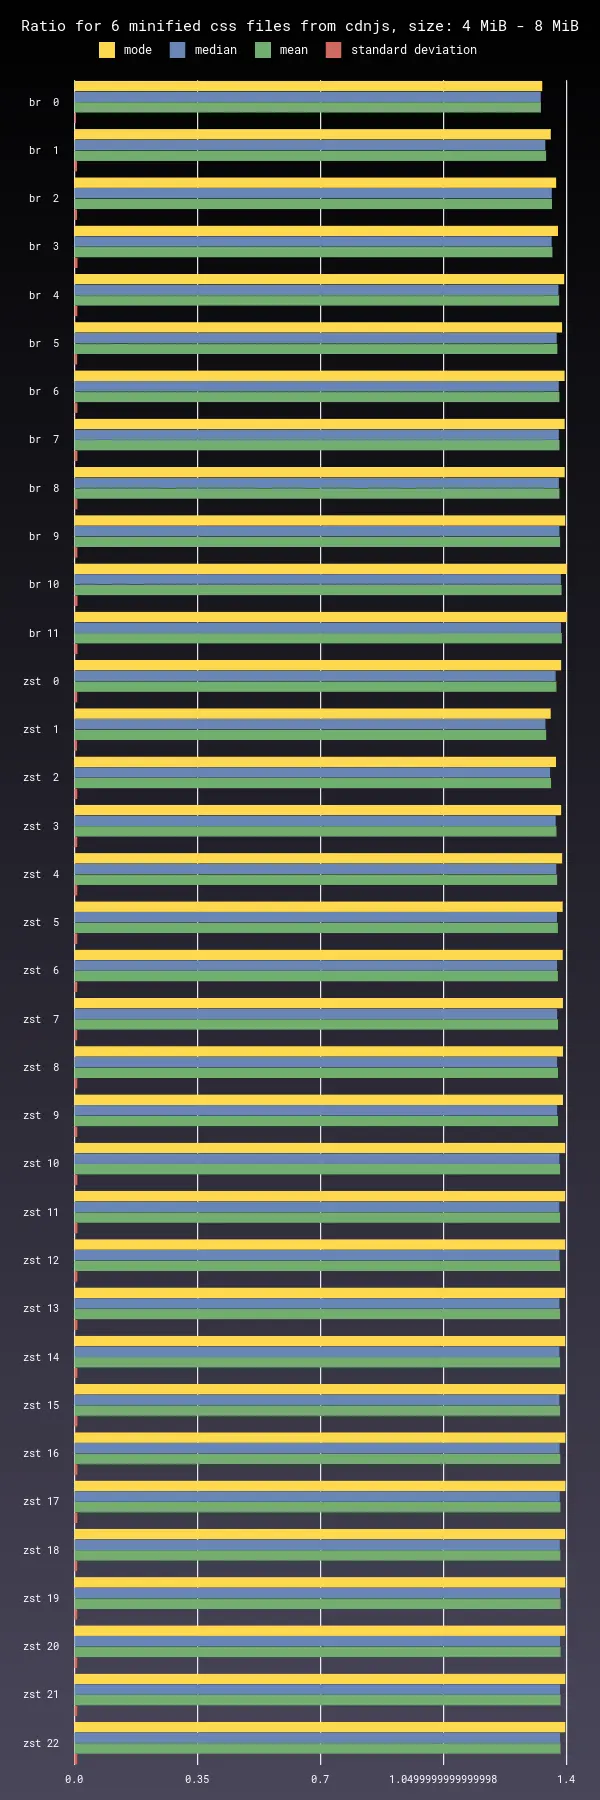 Ratio for 6 minified css files from cdnjs, size: 4 MiB - 8 MiB
mode median mean standard deviation
br 0
br 1
br 2
br 3
br 4
br 5
br 6
br 7
br 8
br 9
br 10
br 11
zst 0
zst 1
zst 2
zst 3
zst 4
zst 5
zst 6
zst 7
zst 8
zst 9
zst 10
zst 11
zst 12
zst 13
zst 14
zst 15
zst 16
zst 17
zst 18
zst 19
zst 20
zst 21
zst 22
0.0 0.35 0.7 1.0499999999999998 1.4